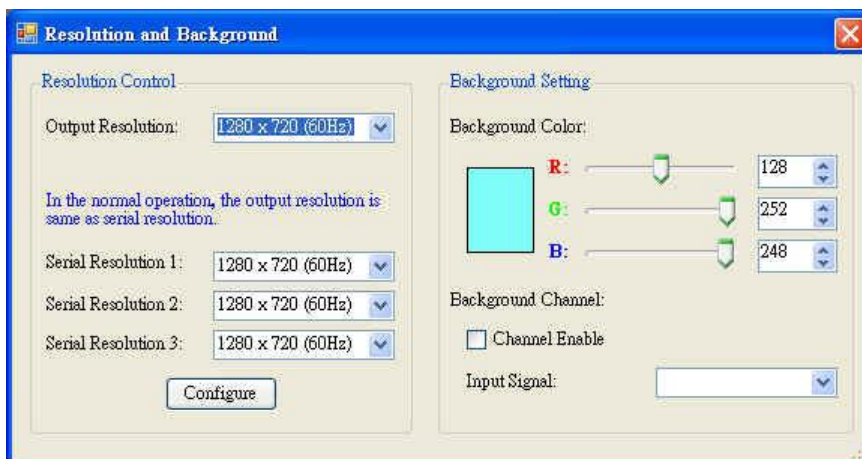 Resolution and Background
Resolution Control
Output Resolution: 1280 x 720 (60Hz)
In the normal operation, the output resolution is
same as serial resolution.
Serial Resolution 1: 1280 x 720 (60Hz)
Serial Resolution 2: 1280 x 720 (60Hz)
Serial Resolution 3: 1280 x 720 (60Hz)
Configure
Background Setting
Background Color:
R: 128
G: 252
B: 248
Background Channel:
Channel Enable
Input Signal: